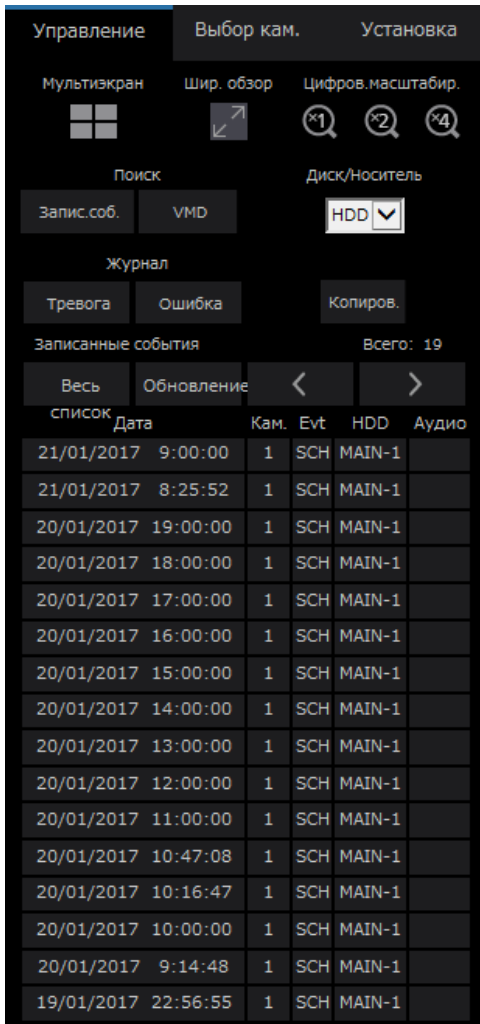 Управление Выбор кам. Установка
Мультиэкран Шир. обзор Цифров.масштабир.
×1 ×2 ×4
Поиск Диск/Носитель
Запис.соб. VMD HDD
Журнал
Тревога Ошибка Копиров.
Записанные события Всего: 19
Весь список Обновление < >
Дата Кам. Evt HDD Аудио
21/01/2017 9:00:00 1 SCH MAIN-1
21/01/2017 8:25:52 1 SCH MAIN-1
20/01/2017 19:00:00 1 SCH MAIN-1
20/01/2017 18:00:00 1 SCH MAIN-1
20/01/2017 17:00:00 1 SCH MAIN-1
20/01/2017 16:00:00 1 SCH MAIN-1
20/01/2017 15:00:00 1 SCH MAIN-1
20/01/2017 14:00:00 1 SCH MAIN-1
20/01/2017 13:00:00 1 SCH MAIN-1
20/01/2017 12:00:00 1 SCH MAIN-1
20/01/2017 11:00:00 1 SCH MAIN-1
20/01/2017 10:47:08 1 SCH MAIN-1
20/01/2017 10:16:47 1 SCH MAIN-1
20/01/2017 10:00:00 1 SCH MAIN-1
20/01/2017 9:14:48 1 SCH MAIN-1
19/01/2017 22:56:55 1 SCH MAIN-1